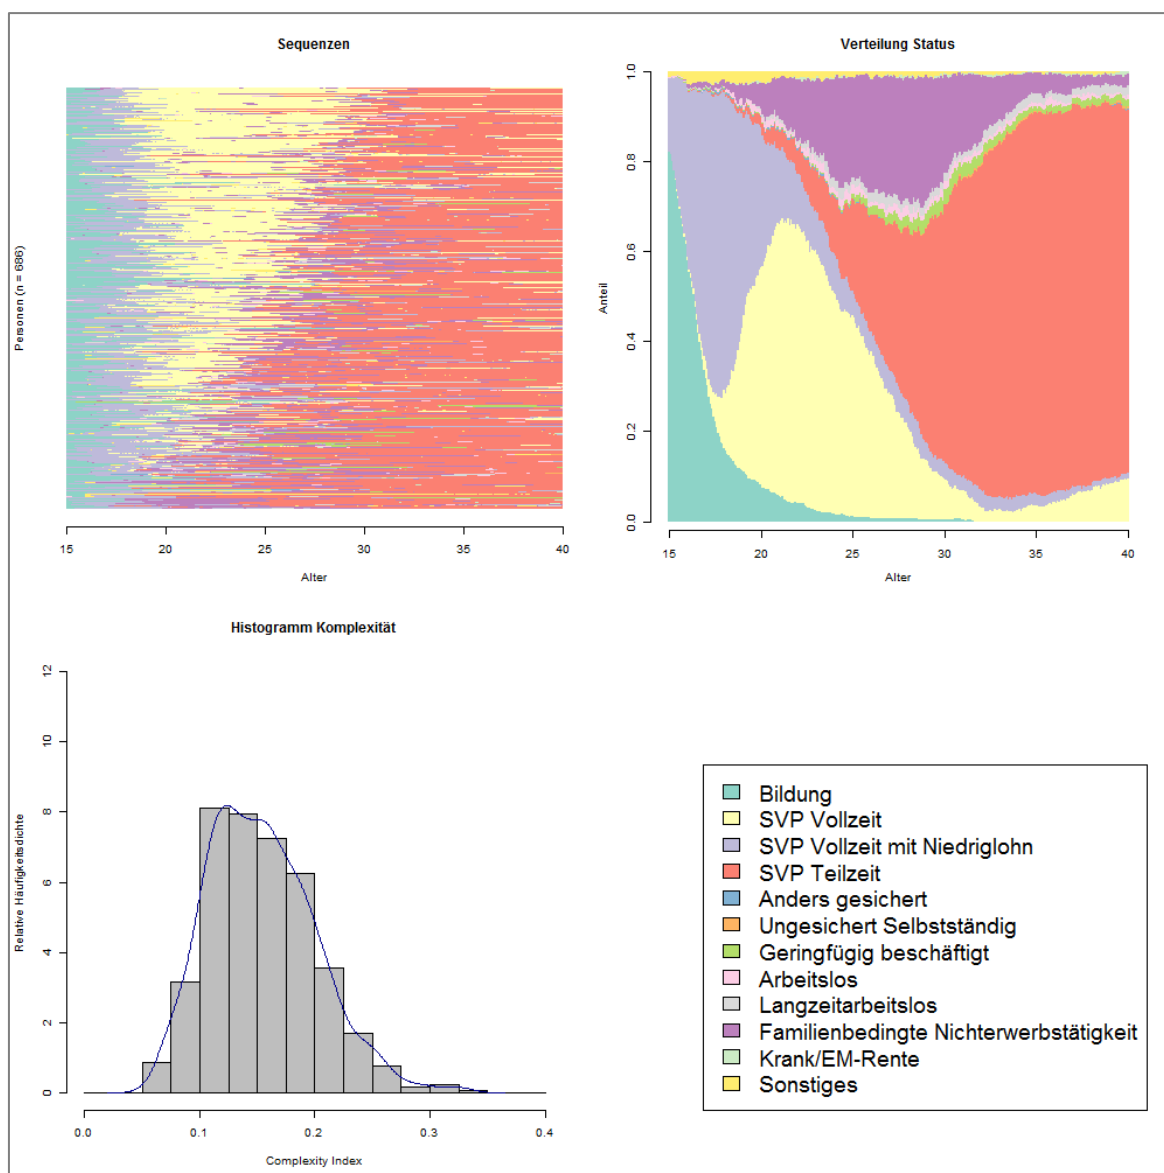 Sequenzen
Personen (n = 686)
15 20 25 30 35 40
Alter
Verteilung Status
Anteil
0.0 0.2 0.4 0.6 0.8 1.0
15 20 25 30 35 40
Alter
Histogramm Komplexität
Relative Häufigkeitsdichte
0 2 4 6 8 10 12
0.0 0.1 0.2 0.3 0.4
Complexity Index
Bildung
SVP Vollzeit
SVP Vollzeit mit Niedriglohn
SVP Teilzeit
Anders gesichert
Ungesichert Selbstständig
Geringfügig beschäftigt
Arbeitslos
Langzeitarbeitslos
Familienbedingte Nichterwerbstätigkeit
Krank/EM-Rente
Sonstiges